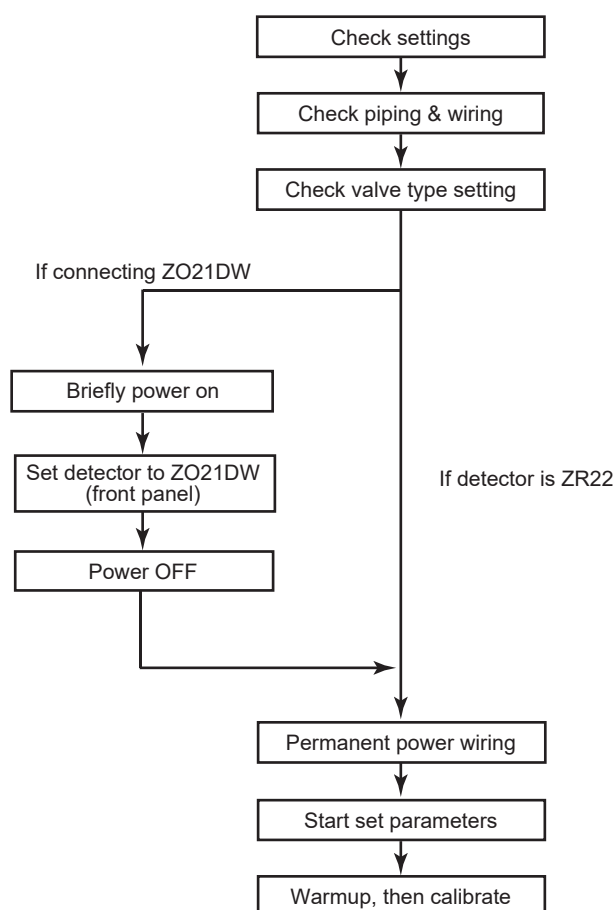 Check settings
Check piping & wiring
Check valve type setting
If connecting ZO21DW
Briefly power on
Set detector to ZO21DW
(front panel)
If detector is ZR22
Power OFF
Permanent power wiring
Start set parameters
Warmup, then calibrate